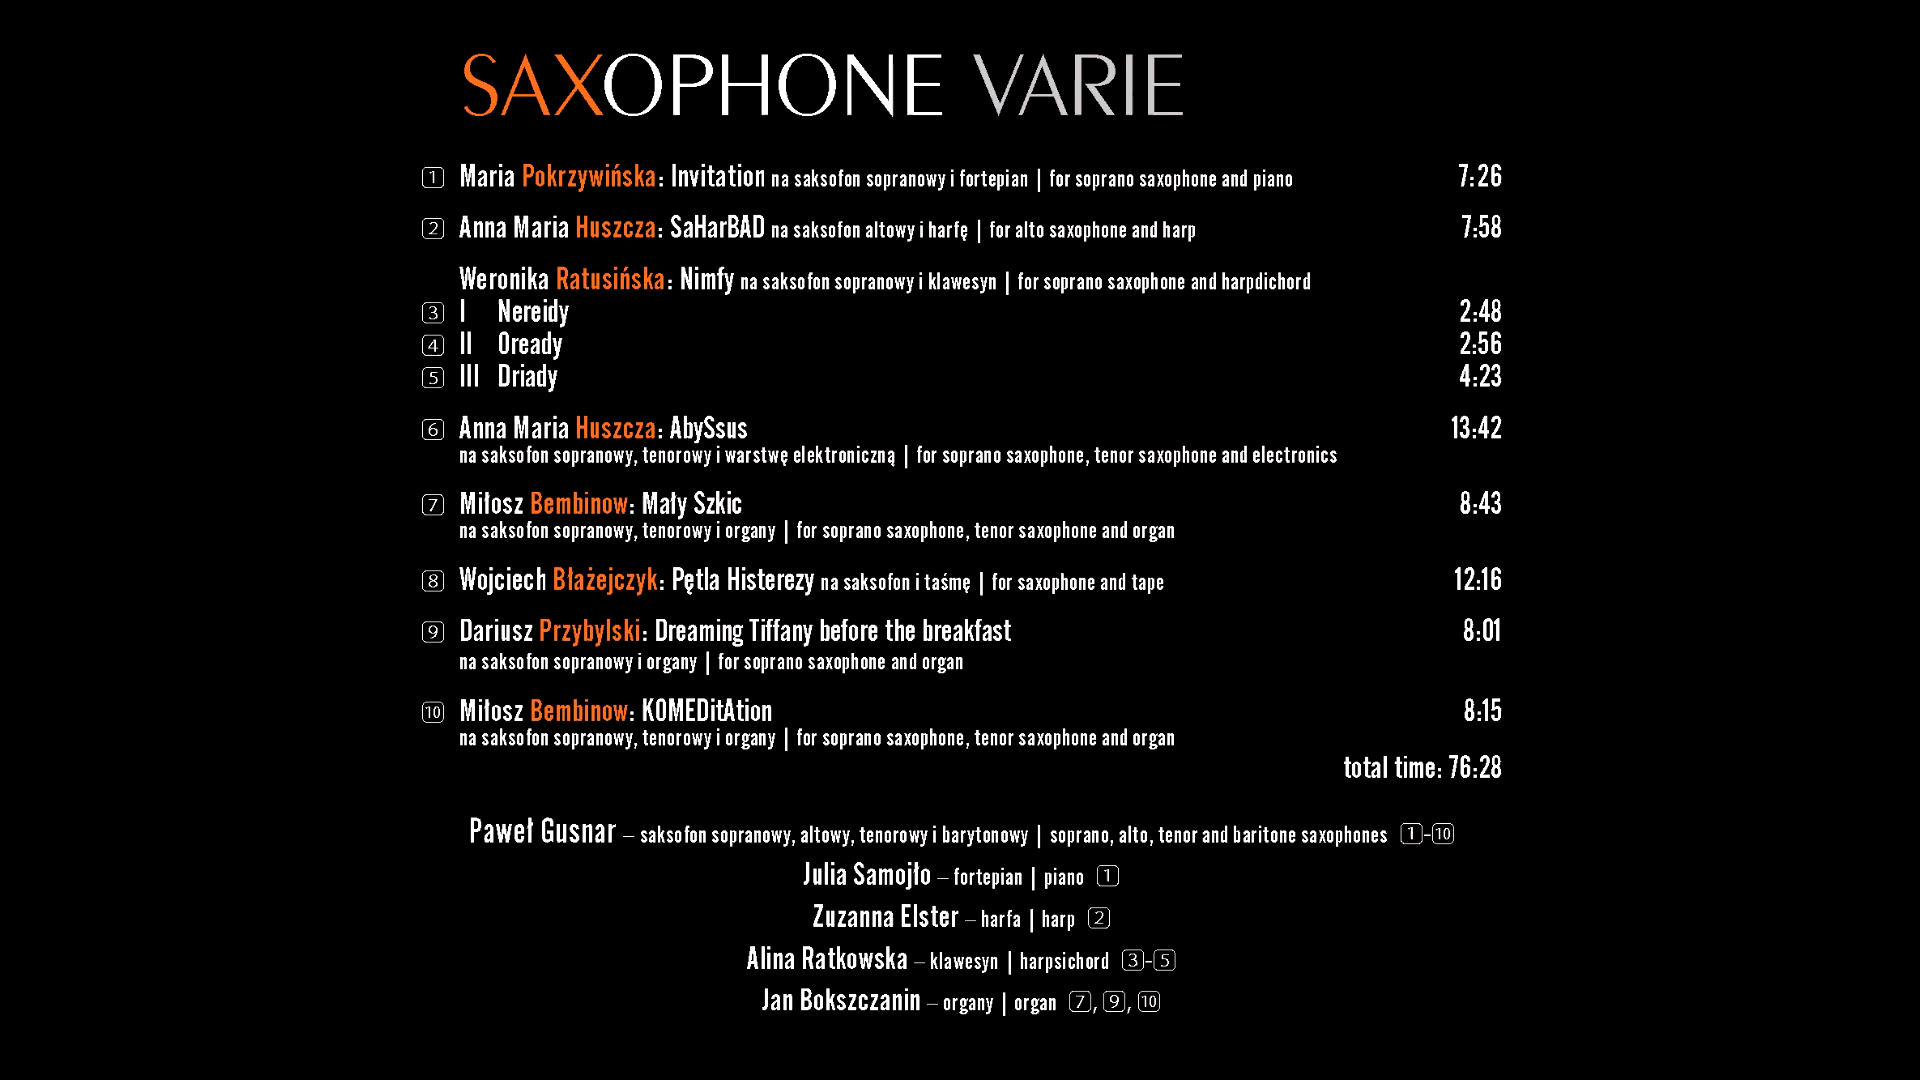 SAXOPHONE VARIE
1 Maria Pokrzywińska: Invitation na saksofon sopranowy i fortepian | for soprano saxophone and piano 7:26
2 Anna Maria Huszcza: SaHarBAD na saksofon altowy i harfę | for alto saxophone and harp 7:58
Weronika Ratusińska: Nimfy na saksofon sopranowy i klawesyn | for soprano saxophone and harpdichord
3 I Nereidy 2:48
4 II Oready 2:56
5 III Driady 4:23
6 Anna Maria Huszcza: AbySsus 13:42
na saksofon sopranowy, tenorowy i warstwę elektroniczną | for soprano saxophone, tenor saxophone and electronics
7 Miłosz Bembinow: Mały Szkic 8:43
na saksofon sopranowy, tenorowy i organy | for soprano saxophone, tenor saxophone and organ
8 Wojciech Błażejczyk: Pętla Histerezy na saksofon i taśmę | for saxophone and tape 12:16
9 Dariusz Przybylski: Dreaming Tiffany before the breakfast 8:01
na saksofon sopranowy i organy | for soprano saxophone and organ
10 Miłosz Bembinow: KOMEDitAtion 8:15
na saksofon sopranowy, tenorowy i organy | for soprano saxophone, tenor saxophone and organ
total time: 76:28
Paweł Gusnar – saksofon sopranowy, altowy, tenorowy i barytonowy | soprano, alto, tenor and baritone saxophones 1-10
Julia Samojło – fortepian | piano 1
Zuzanna Elster – harfa | harp 2
Alina Ratkowska – klawesyn | harpsichord 3-5
Jan Bokszczanin – organy | organ 7, 9, 10